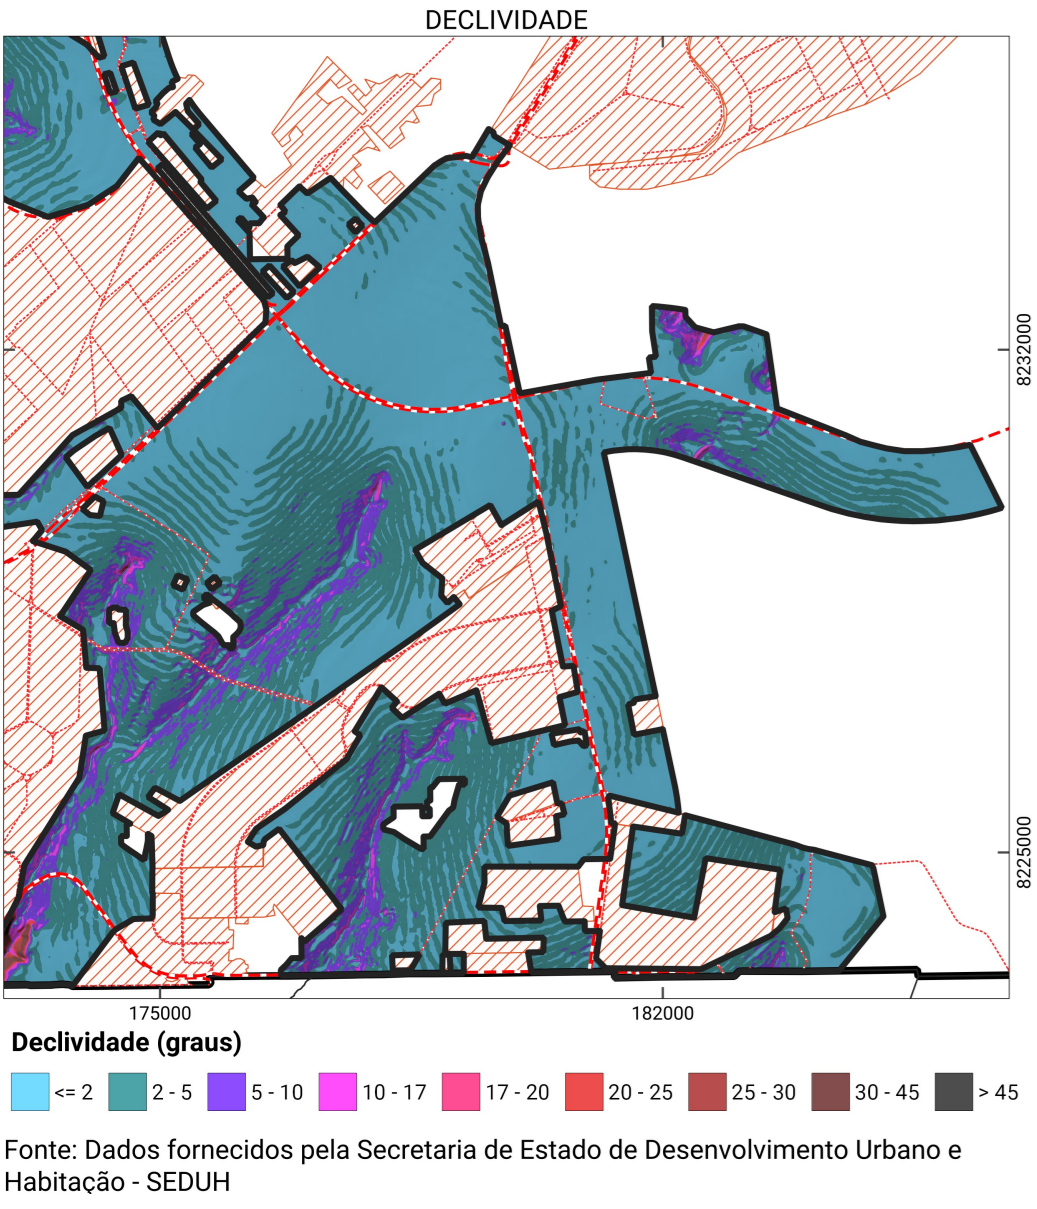 DECLIVIDADE
8232000
8225000
175000
182000
Declividade (graus)
<= 2
2 - 5
5 - 10
10 - 17
17 - 20
20 - 25
25 - 30
30 - 45
> 45
Fonte: Dados fornecidos pela Secretaria de Estado de Desenvolvimento Urbano e
Habitação - SEDUH